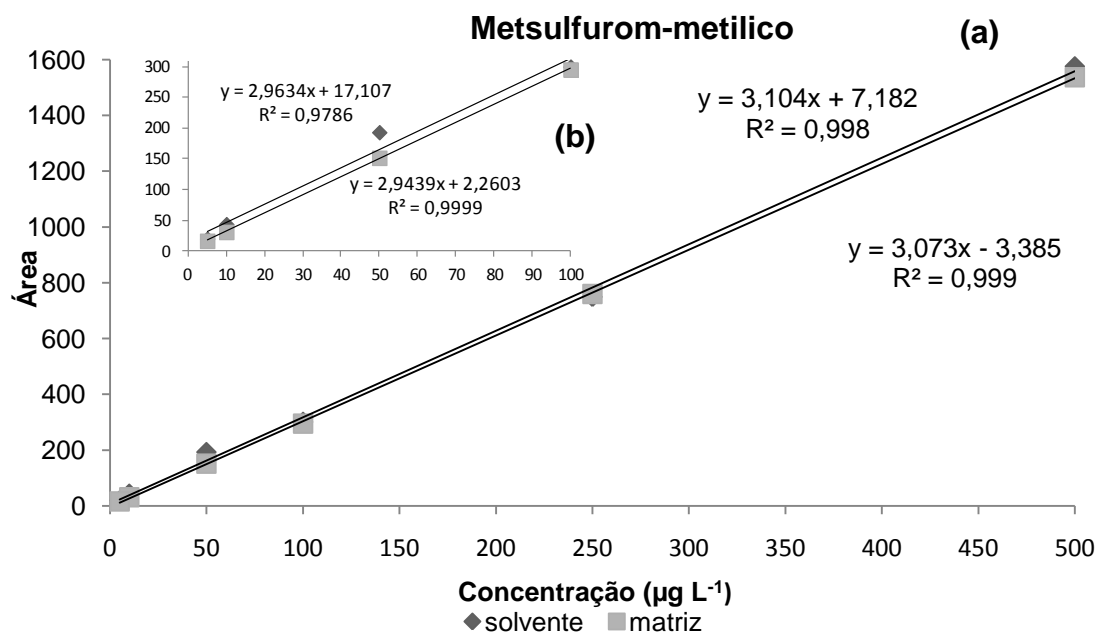 Metsulfurom-metilico
(a)
Área
1600
1400
1200
1000
800
600
400
200
0
0 50 100 150 200 250 300 350 400 450 500
y = 3,104x + 7,182
R² = 0,998
y = 3,073x - 3,385
R² = 0,999
300
250
200
150
100
50
0
0 10 20 30 40 50 60 70 80 90 100
y = 2,9634x + 17,107
R² = 0,9786
(b)
y = 2,9439x + 2,2603
R² = 0,9999
Concentração (µg L⁻¹)
solvente matriz